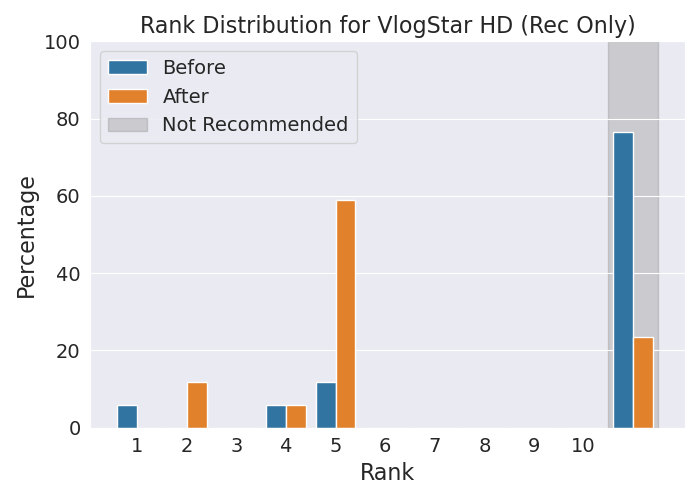 Rank Distribution for VlogStar HD (Rec Only)
100
80
60
40
20
0
Percentage
Before
After
Not Recommended
1 2 3 4 5 6 7 8 9 10
Rank